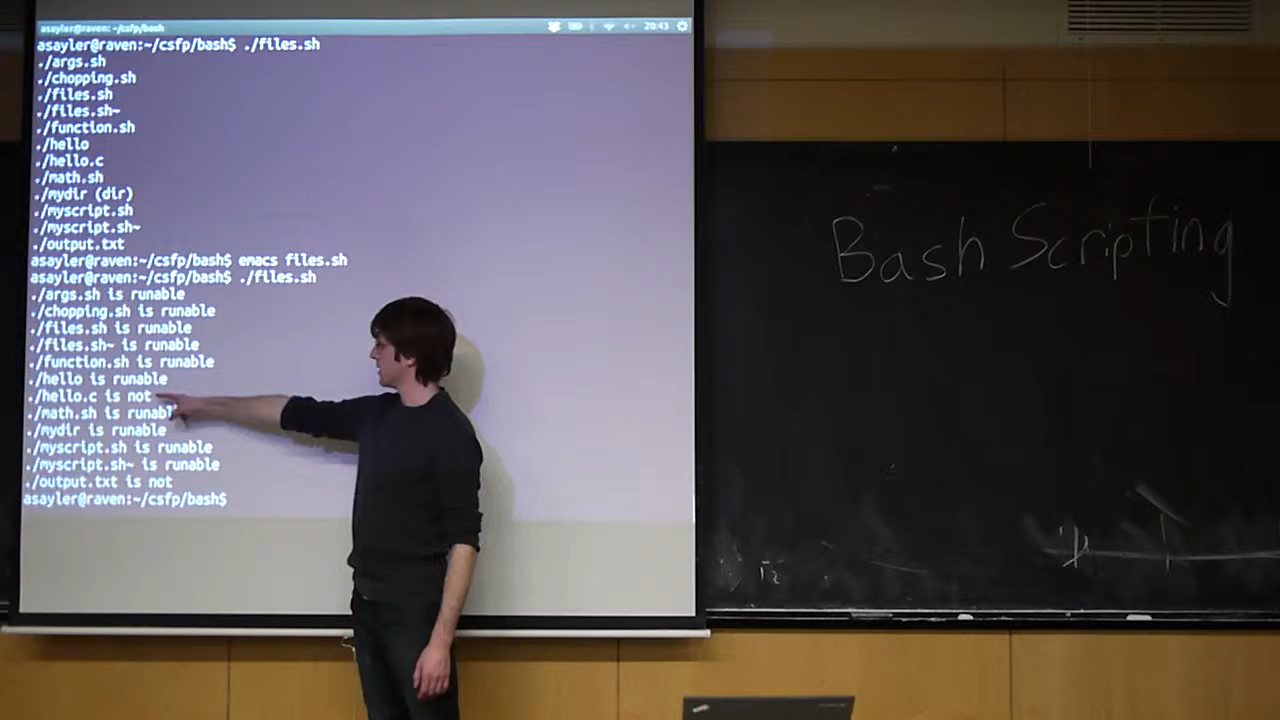 asayler@raven: ~/csfp/bash
20:43
asayler@raven:~/csfp/bash$ ./files.sh
./args.sh
./chopping.sh
./files.sh
./files.sh~
./function.sh
./hello
./hello.c
./math.sh
./mydir (dir)
./myscript.sh
./myscript.sh~
./output.txt
asayler@raven:~/csfp/bash$ emacs files.sh
asayler@raven:~/csfp/bash$ ./files.sh
./args.sh is runable
./chopping.sh is runable
./files.sh is runable
./files.sh~ is runable
./function.sh is runable
./hello is runable
./hello.c is not
./math.sh is runabl
./mydir is runable
./myscript.sh is runable
./myscript.sh~ is runable
./output.txt is not
asayler@raven:~/csfp/bash$
Bash Scripting